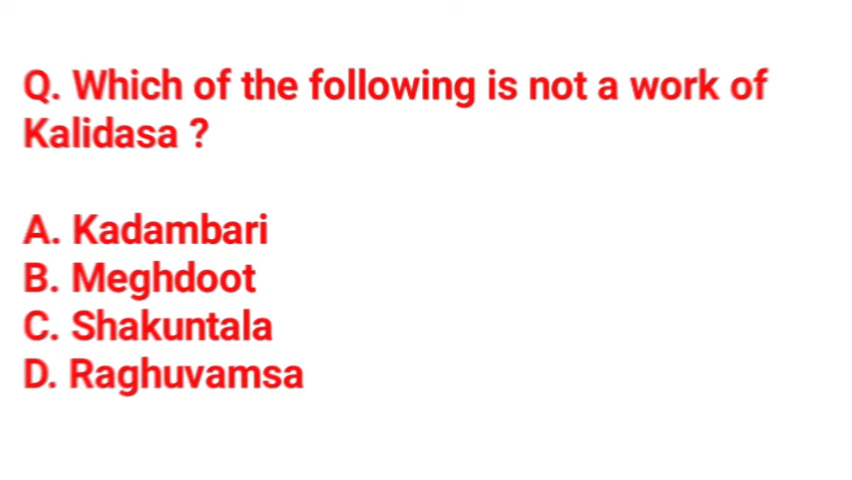 Q. Which of the following is not a work of
Kalidasa ?
A. Kadambari
B. Meghdoot
C. Shakuntala
D. Raghuvamsa